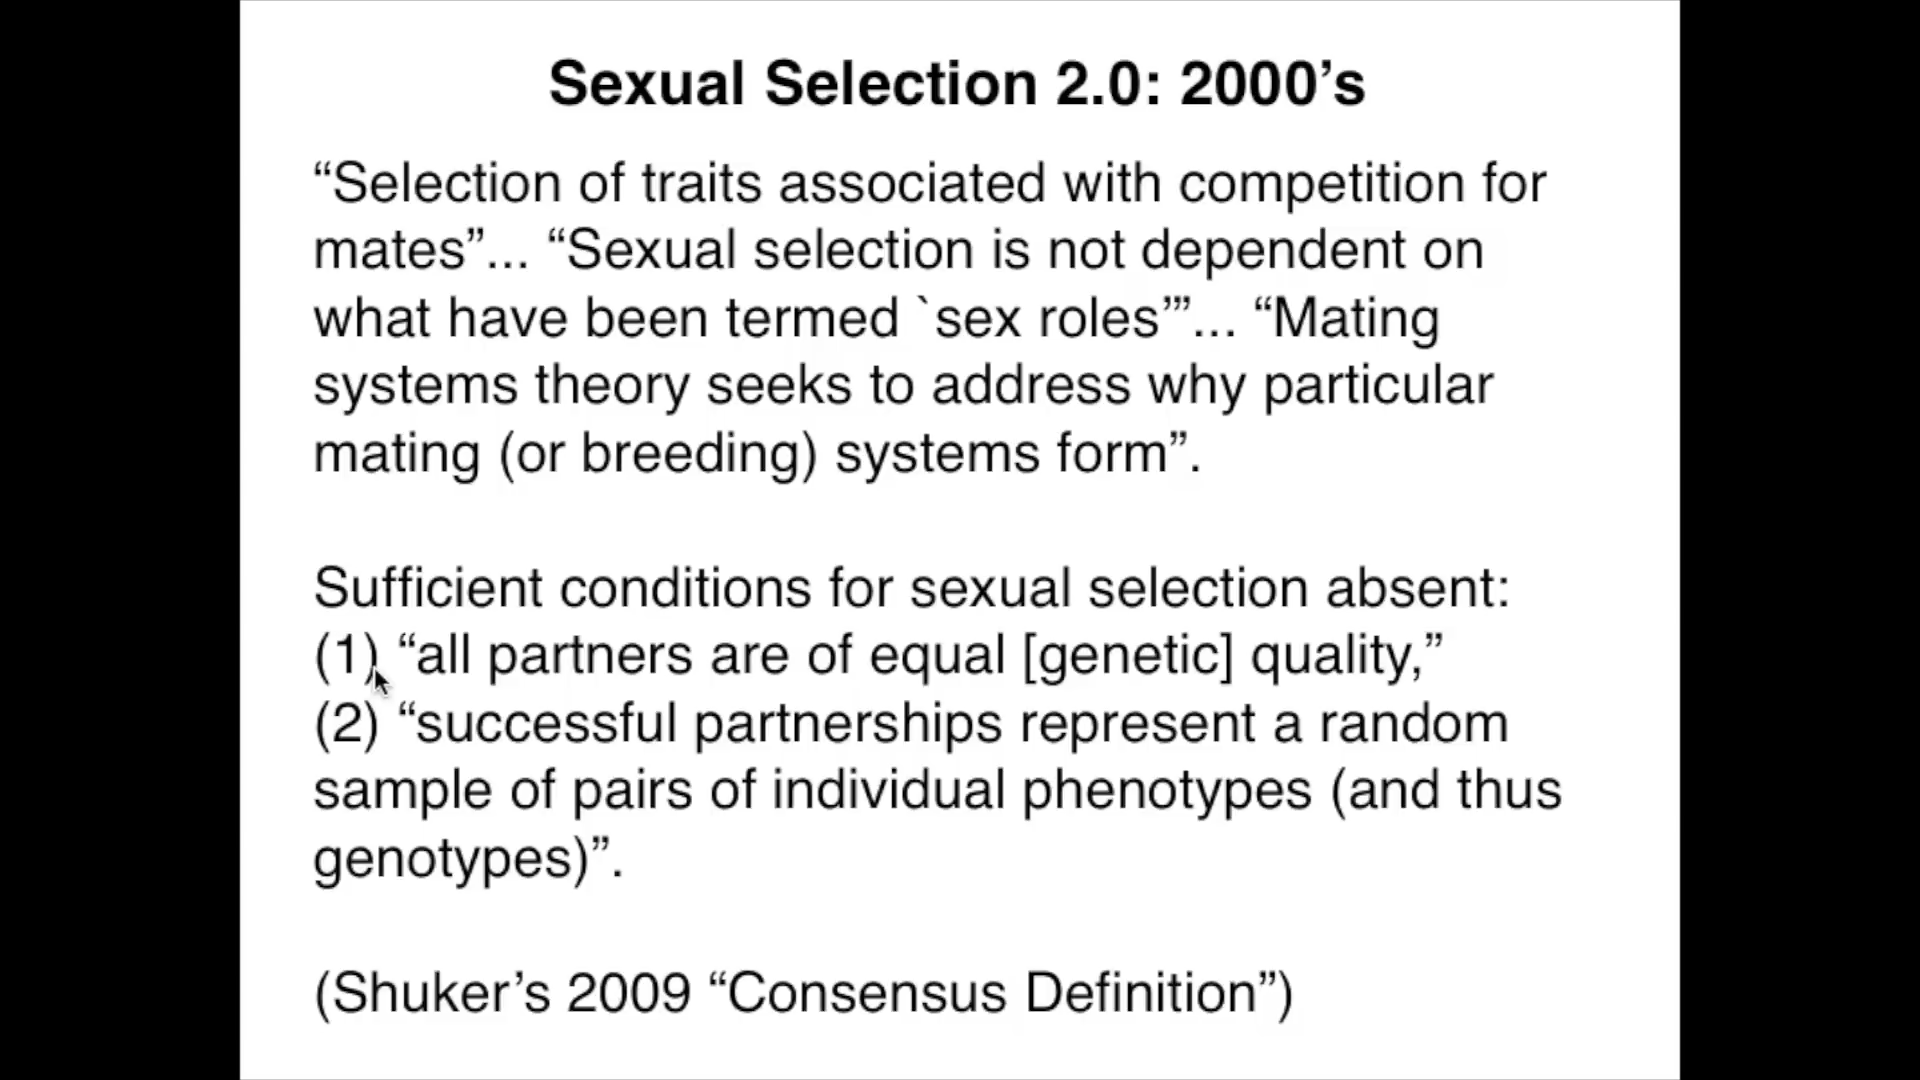 Sexual Selection 2.0: 2000’s
“Selection of traits associated with competition for
mates”... “Sexual selection is not dependent on
what have been termed `sex roles’”... “Mating
systems theory seeks to address why particular
mating (or breeding) systems form”.
Sufficient conditions for sexual selection absent:
(1) “all partners are of equal [genetic] quality,”
(2) “successful partnerships represent a random
sample of pairs of individual phenotypes (and thus
genotypes)”.
(Shuker’s 2009 “Consensus Definition”)